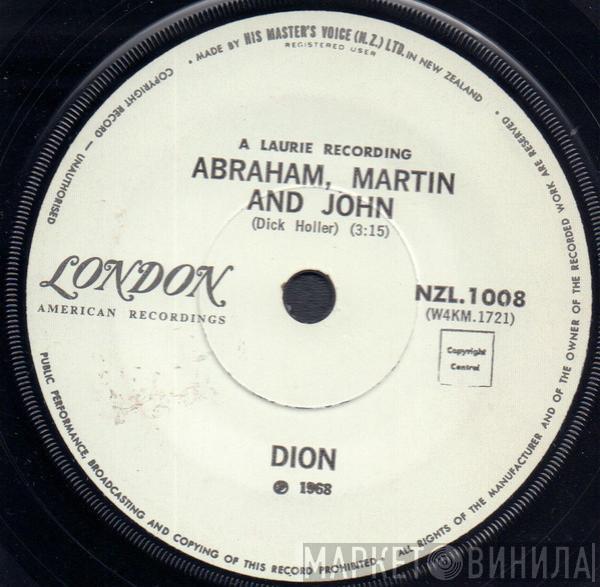 • MADE BY HIS MASTER'S VOICE (N.Z.) LTD. IN NEW ZEALAND •
REGISTERED USER
A LAURIE RECORDING
ABRAHAM, MARTIN
AND JOHN
(Dick Holler) (3:15)
LONDON
AMERICAN RECORDINGS
NZL.1008
(W4KM.1721)
Copyright
Control
DION
℗ 1968
ALL RIGHTS OF THE MANUFACTURER AND OF THE OWNER OF THE RECORDED WORK ARE RESERVED •
COPYRIGHT RECORD — UNAUTHORISED
PUBLIC PERFORMANCE, BROADCASTING AND COPYING OF THIS RECORD PROHIBITED.
МАРКЕТ ВИНИЛА